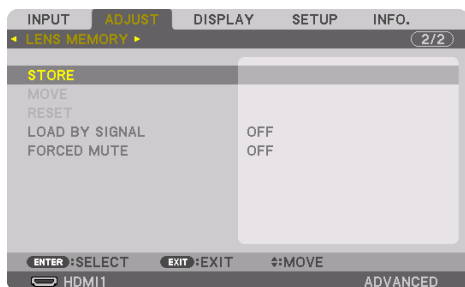 INPUT ADJUST DISPLAY SETUP INFO.
LENS MEMORY 2/2
STORE
MOVE
RESET
LOAD BY SIGNAL OFF
FORCED MUTE OFF
ENTER :SELECT EXIT :EXIT :MOVE
HDMI1 ADVANCED